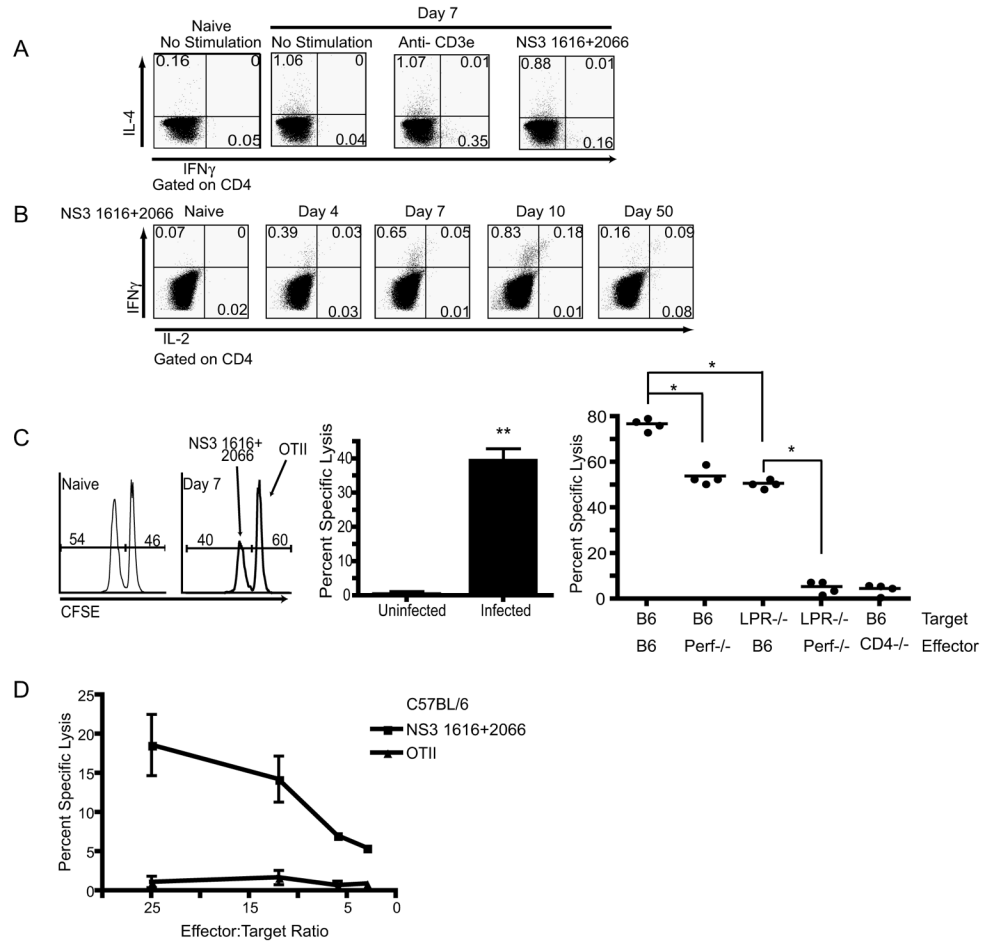 Day 7
A
Naive
No Stimulation
No Stimulation
Anti- CD3e
NS3 1616+2066
0.16 0
0.05
1.06 0
0.04
1.07 0.01
0.35
0.88 0.01
0.16
IL-4
IFNγ
Gated on CD4
B
NS3 1616+2066
Naive
Day 4
Day 7
Day 10
Day 50
0.07 0
0.02
0.39 0.03
0.03
0.65 0.05
0.01
0.83 0.18
0.01
0.16 0.09
0.08
IFNγ
IL-2
Gated on CD4
C
Naive
54 46
NS3 1616+
2066
OTII
Day 7
40 60
CFSE
Percent Specific Lysis
40
30
20
10
0
**
Uninfected
Infected
Percent Specific Lysis
80
60
40
20
0
*
*
*
B6 B6 LPR-/- LPR-/- B6 Target
B6 Perf-/- B6 Perf-/- CD4-/- Effector
D
Percent Specific Lysis
25
20
15
10
5
0
C57BL/6
NS3 1616+2066
OTII
25 15 5 0
Effector:Target Ratio